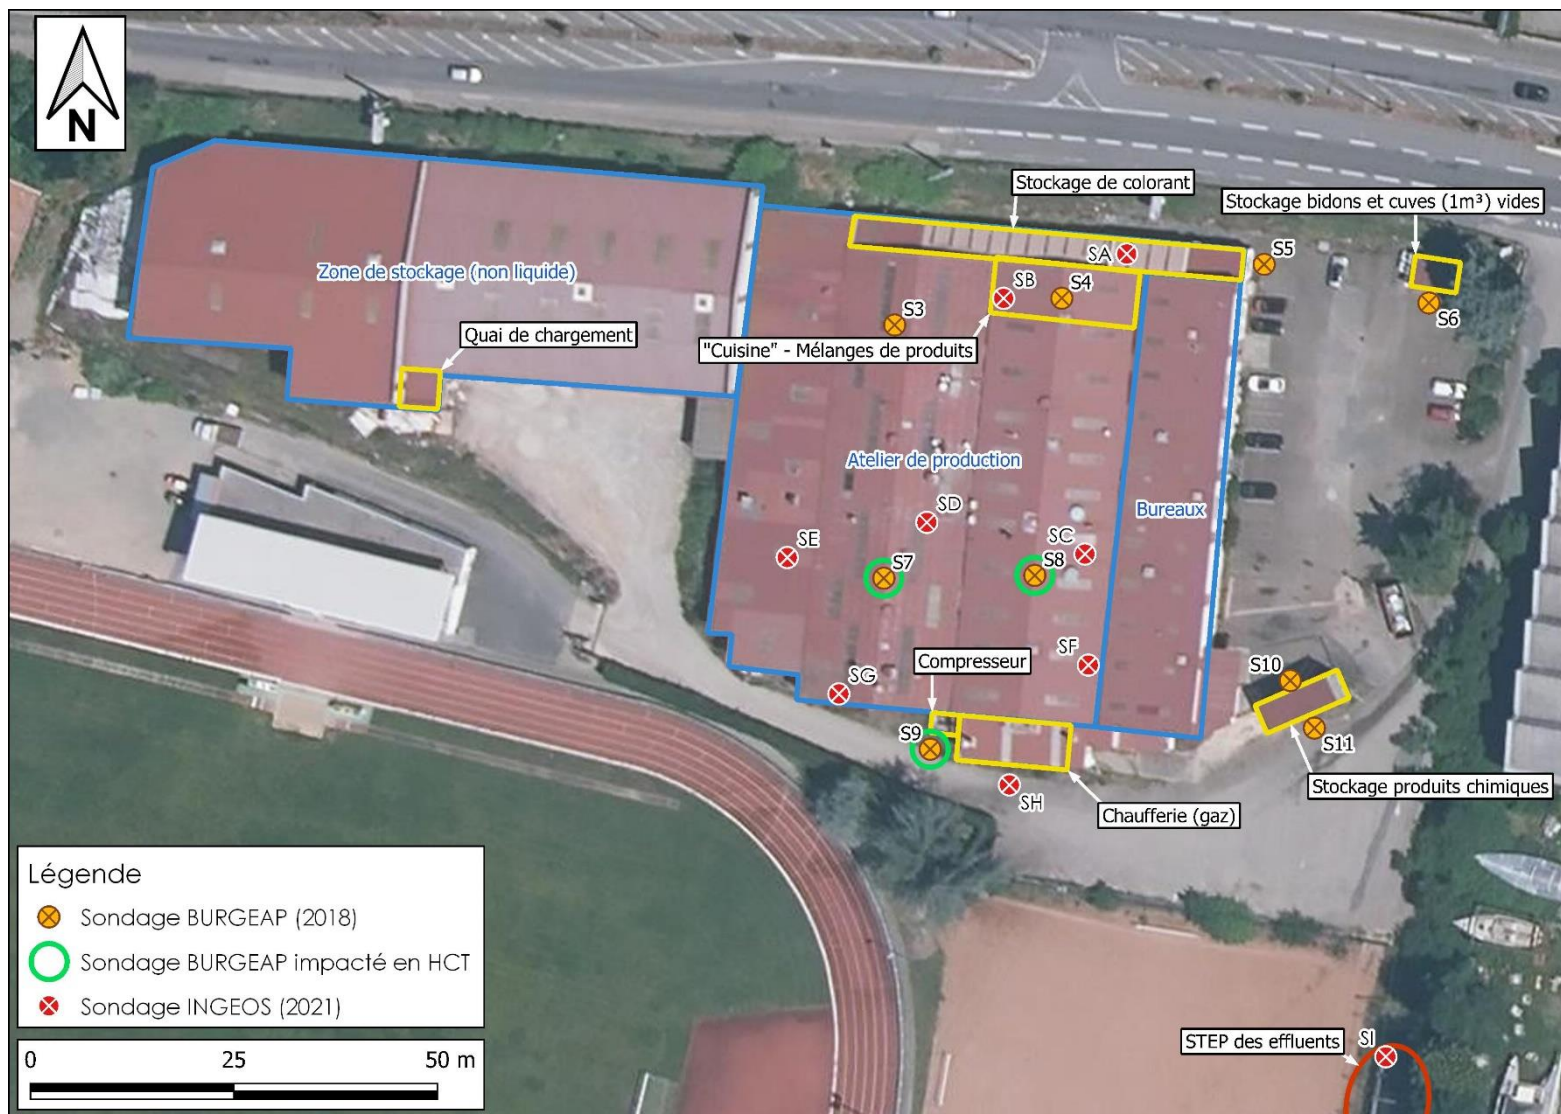 N
Stockage de colorant
Stockage bidons et cuves (1m³) vides
SA
S5
Zone de stockage (non liquide)
SB
S4
S6
S3
Quai de chargement
"Cuisine" - Mélanges de produits
Atelier de production
Bureaux
SD
SE
SC
S7
S8
Compresseur
SF
S10
SG
S9
S11
Stockage produits chimiques
SH
Chaufferie (gaz)
Légende
Sondage BURGEAP (2018)
Sondage BURGEAP impacté en HCT
Sondage INGEOS (2021)
STEP des effluents
SI
0 25 50 m